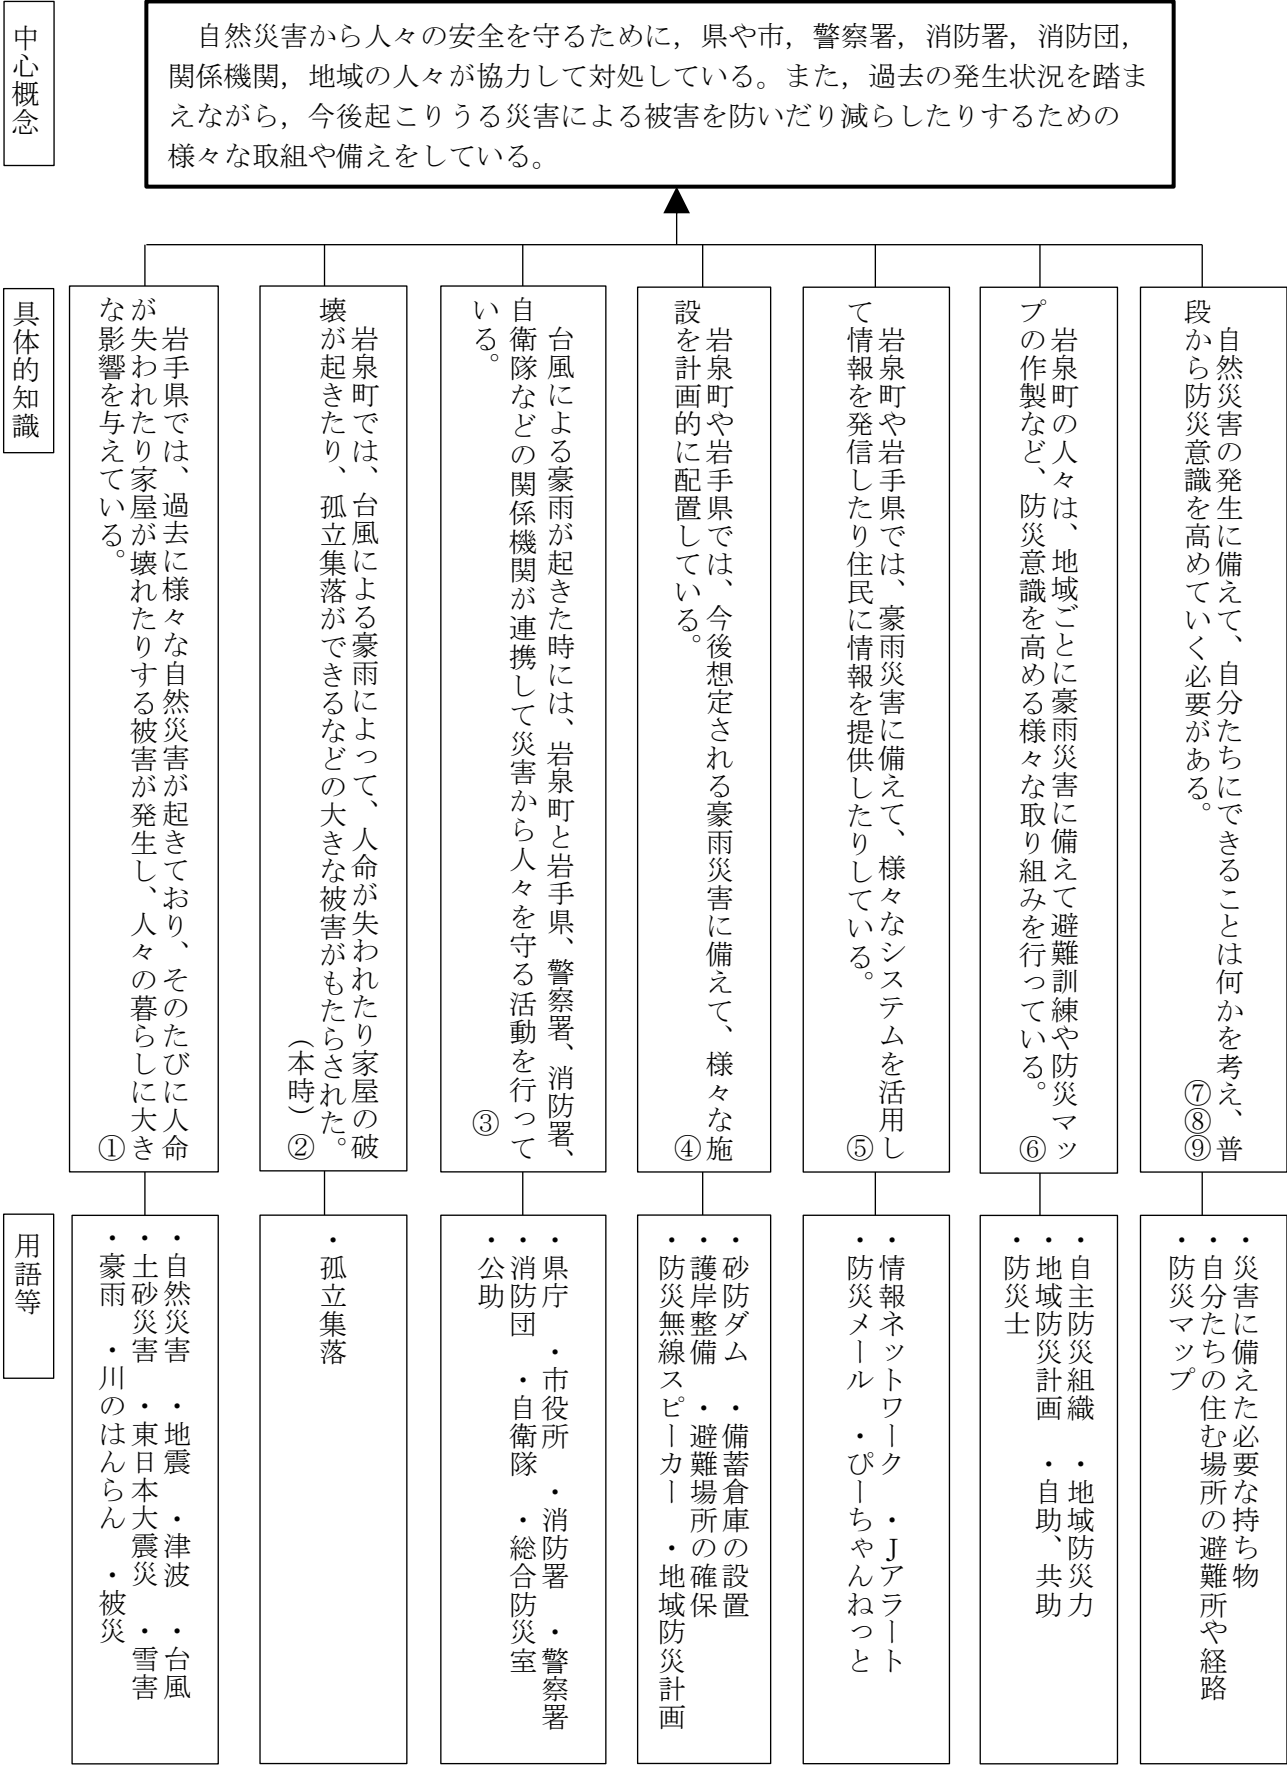 中心概念
自然災害から人々の安全を守るために，県や市，警察署，消防署，消防団，
関係機関，地域の人々が協力して対処している。また，過去の発生状況を踏ま
えながら，今後起こりうる災害による被害を防いだり減らしたりするための
様々な取組や備えをしている。
具体的知識
岩手県では、過去に様々な自然災害が起きており、そのたびに人命
が失われたり家屋が壊れたりする被害が発生し、人々の暮らしに大き
な影響を与えている。①
岩泉町では、台風による豪雨によって、人命が失われたり家屋の破
壊が起きたり、孤立集落ができるなどの大きな被害がもたらされた。
（本時）②
台風による豪雨が起きた時には、岩泉町と岩手県、警察署、消防署、
自衛隊などの関係機関が連携して災害から人々を守る活動を行って
いる。③
岩泉町や岩手県では、今後想定される豪雨災害に備えて、様々な施
設を計画的に配置している。④
岩泉町や岩手県では、豪雨災害に備えて、様々なシステムを活用し
て情報を発信したり住民に情報を提供したりしている。⑤
岩泉町の人々は、地域ごとに豪雨災害に備えて避難訓練や防災マッ
プの作製など、防災意識を高める様々な取り組みを行っている。⑥
自然災害の発生に備えて、自分たちにできることは何かを考え、普
段から防災意識を高めていく必要がある。⑦⑧⑨
用語等
・自然災害 ・地震 ・津波 ・台風
・土砂災害 ・東日本大震災 ・雪害
・豪雨 ・川のはんらん ・被災
・孤立集落
・県庁 ・市役所 ・消防署 ・警察署
・消防団 ・自衛隊 ・総合防災室
・公助
・砂防ダム ・備蓄倉庫の設置
・護岸整備 ・避難場所の確保
・防災無線スピーカー ・地域防災計画
・情報ネットワーク ・Jアラート
・防災メール ・ぴーちゃんねっと
・自主防災組織 ・地域防災力
・地域防災計画 ・自助、共助
・防災士
・災害に備えた必要な持ち物
・自分たちの住む場所の避難所や経路
・防災マップ